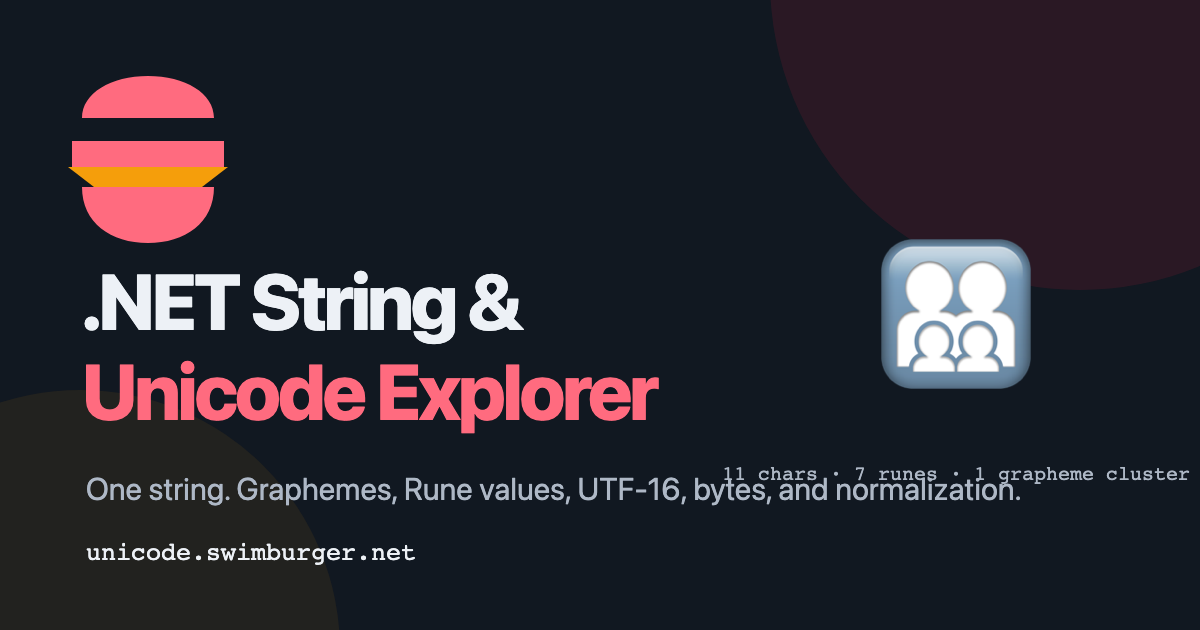 .NET String &
Unicode Explorer
11 chars · 7 runes · 1 grapheme cluster
One string. Graphemes, Rune values, UTF-16, bytes, and normalization.
unicode.swimburger.net